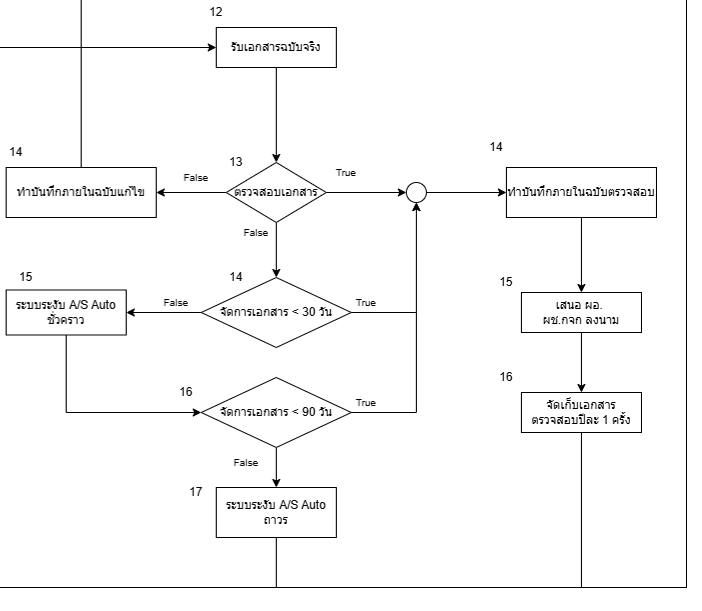 12
รับเอกสารฉบับจริง
14
ทำบันทึกภายในฉบับแก้ไข
False
13
ตรวจสอบเอกสาร
True
14
ทำบันทึกภายในฉบับตรวจสอบ
False
15
ระบบระงับ A/S Auto
ชั่วคราว
False
14
จัดการเอกสาร < 30 วัน
True
15
เสนอ ผอ.
ผช.กจก ลงนาม
16
จัดการเอกสาร < 90 วัน
True
16
จัดเก็บเอกสาร
ตรวจสอบปีละ 1 ครั้ง
False
17
ระบบระงับ A/S Auto
ถาวร